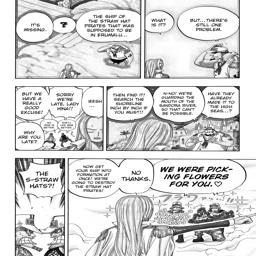 BUT...THERE'S
STILL ONE
PROBLEM.
WHAT IS
IT?
THE SHIP OF
THE STRAW HAT
PIRATES THAT
WAS SUPPOSED
TO BE IN
ERUMALU...
?
IT'S
MISSING.
HAVE THEY
ALREADY
MADE IT
TO THE
HIGH SEAS
...?
N-NO! WE'RE
GUARDING THE
MOUTH OF THE
SANDORA RIVER,
SO THAT CAN'T
BE POSSIBLE.
THEN FIND IT!
SEARCH THE
SHORELINE
INCH BY INCH
IF YOU MUST!!
SORRY
WE'RE LATE,
LADY
HINA!!
BUT WE
HAVE A
REALLY
GOOD
EXCUSE!
WHY ARE
YOU LATE?
WE WERE PICK-
ING FLOWERS
FOR YOU.♡
NO
THANKS.
NOW GET
YOUR SHIP INTO
FORMATION AT
ONCE! WE'RE
GOING TO DESTROY
THE STRAW HAT
PIRATES!
THE
S-STRAW
HATS?!